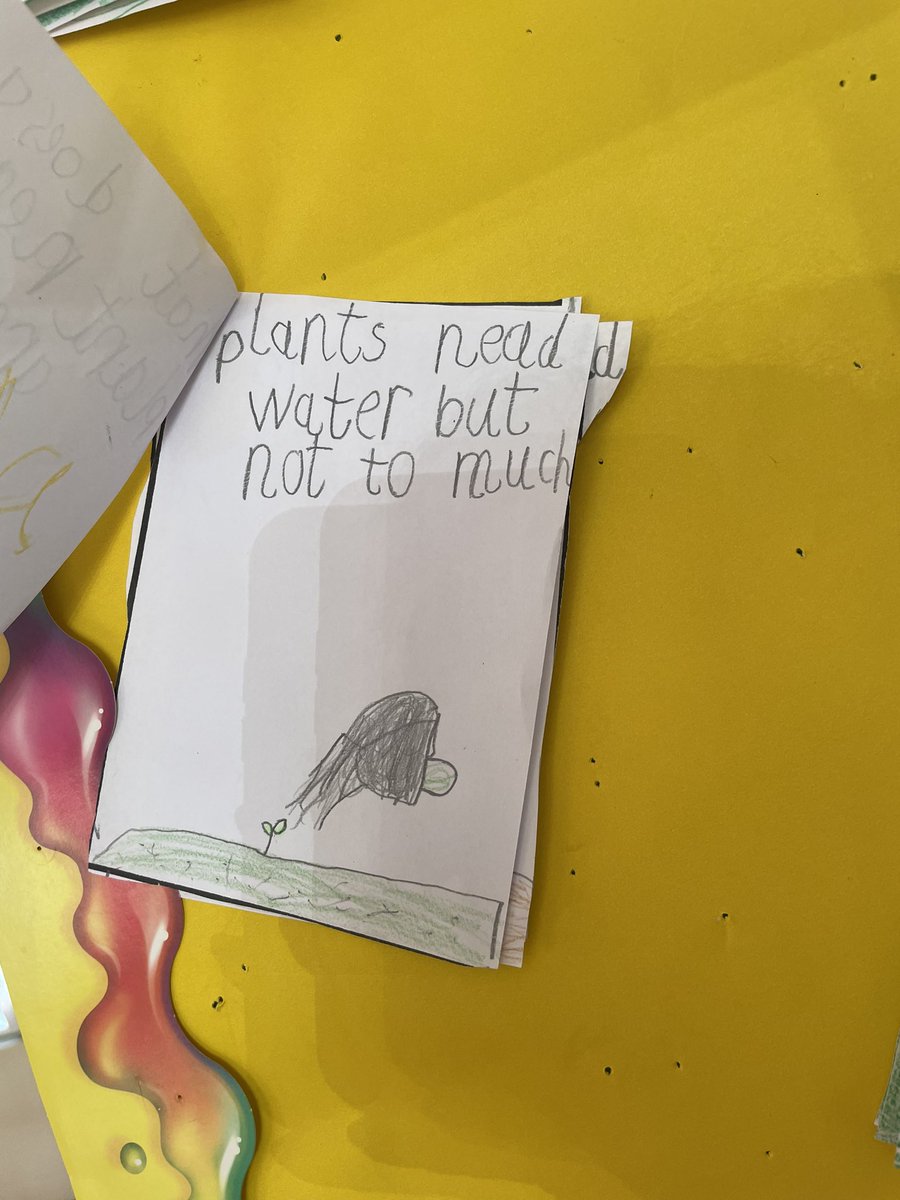 plants nead
d
water but
not to much